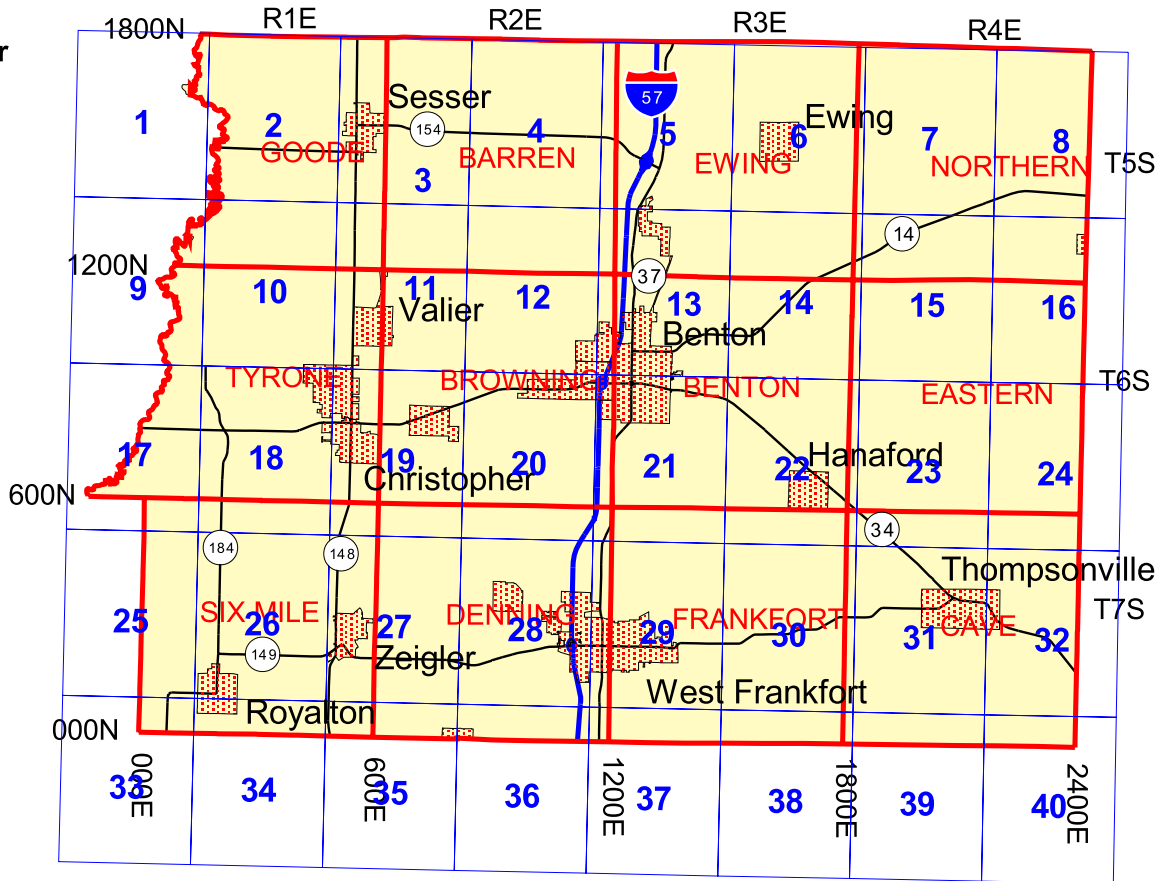 R1E
R2E
R3E
R4E
1800N
r
57
Sesser
154
Ewing
1
2
4
5
6
7
8
GOODE
BARREN
EWING
NORTHERN
T5S
3
14
1200N
37
9
10
11
12
13
14
15
16
Valier
Benton
TYRONE
BROWNING
BENTON
EASTERN
T6S
17
18
19
20
21
22
23
24
Hanaford
Christopher
600N
34
184
148
Thompsonville
T7S
25
SIX MILE
26
27
DENNING
28
29
FRANKFORT
30
31
CAVE
32
149
Zeigler
West Frankfort
Royalton
000N
000E
600E
1200E
1800E
2400E
33
34
35
36
37
38
39
40